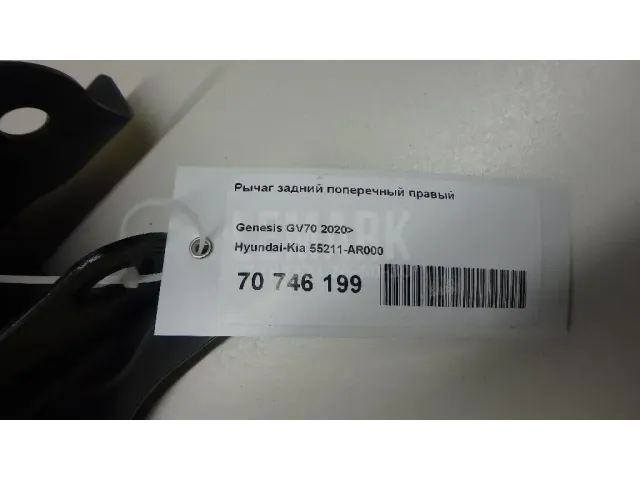 Рычаг задний поперечный правый
Genesis GV70 2020>
Hyundai-Kia 55211-AR000
70 746 199